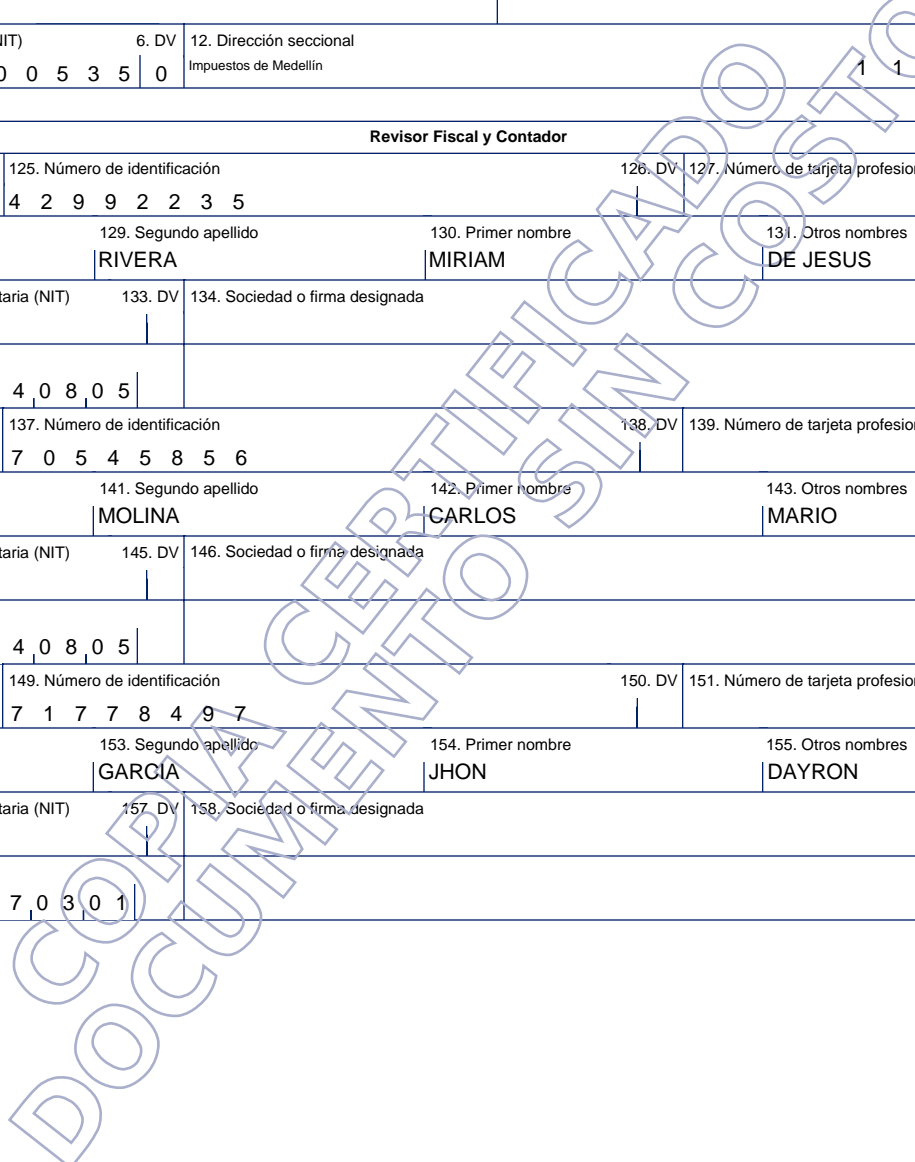 NIT) 6. DV 12. Dirección seccional
0 0 5 3 5 0 Impuestos de Medellín 1 1
Revisor Fiscal y Contador
125. Número de identificación 126. DV 127. Número de tarjeta profesion
4 2 9 9 2 2 3 5
129. Segundo apellido 130. Primer nombre 131. Otros nombres
RIVERA MIRIAM DE JESUS
taria (NIT) 133. DV 134. Sociedad o firma designada
4 0 8 0 5
137. Número de identificación 138. DV 139. Número de tarjeta profesion
7 0 5 4 5 8 5 6
141. Segundo apellido 142. Primer nombre 143. Otros nombres
MOLINA CARLOS MARIO
taria (NIT) 145. DV 146. Sociedad o firma designada
4 0 8 0 5
149. Número de identificación 150. DV 151. Número de tarjeta profesion
7 1 7 7 8 4 9 7
153. Segundo apellido 154. Primer nombre 155. Otros nombres
GARCIA JHON DAYRON
taria (NIT) 157. DV 158. Sociedad o firma designada
7 0 3 0 1
COPIA CERTIFICADO
DOCUMENTO SIN COSTO